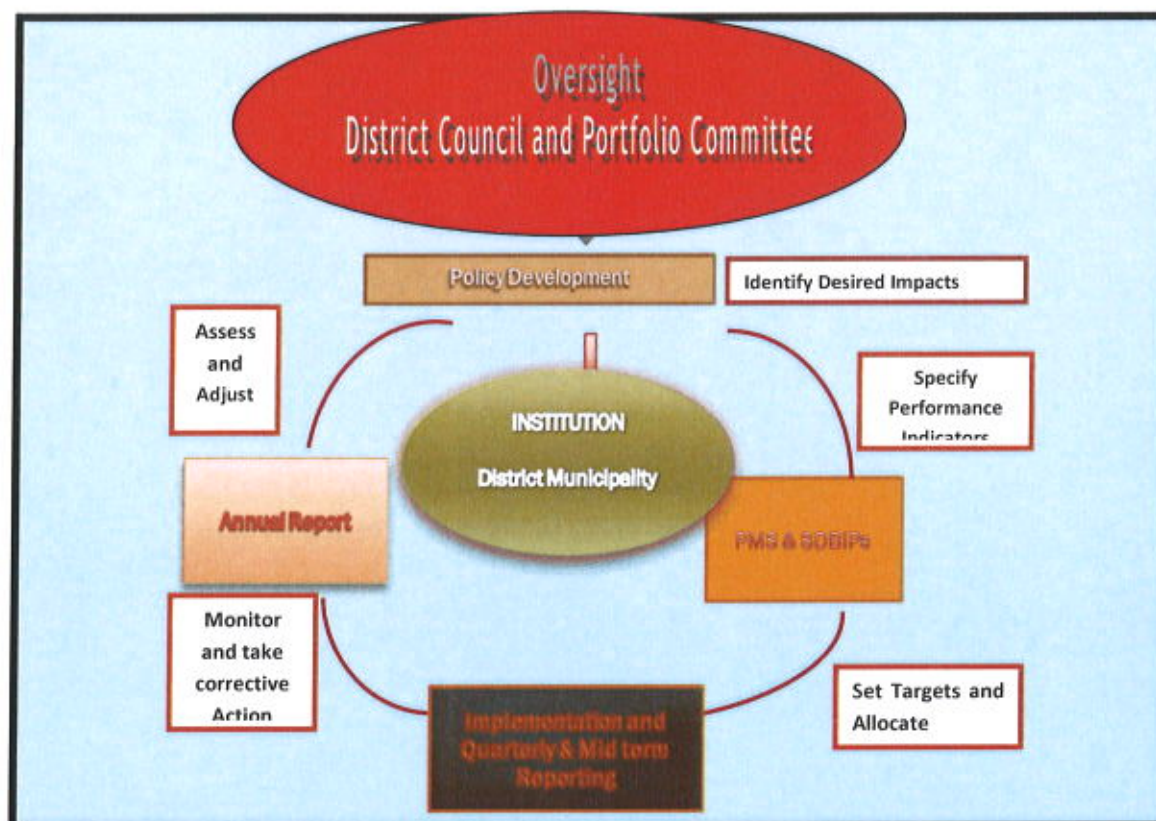 Oversight
District Council and Portfolio Committee
Policy Development
Identify Desired Impacts
Assess
and
Adjust
Specify
Performance
Indicators
INSTITUTION
District Municipality
Annual Report
PMS & SDBIPs
Monitor
and take
corrective
Action
Set Targets and
Allocate
Implementation and
Quarterly & Mid term
Reporting